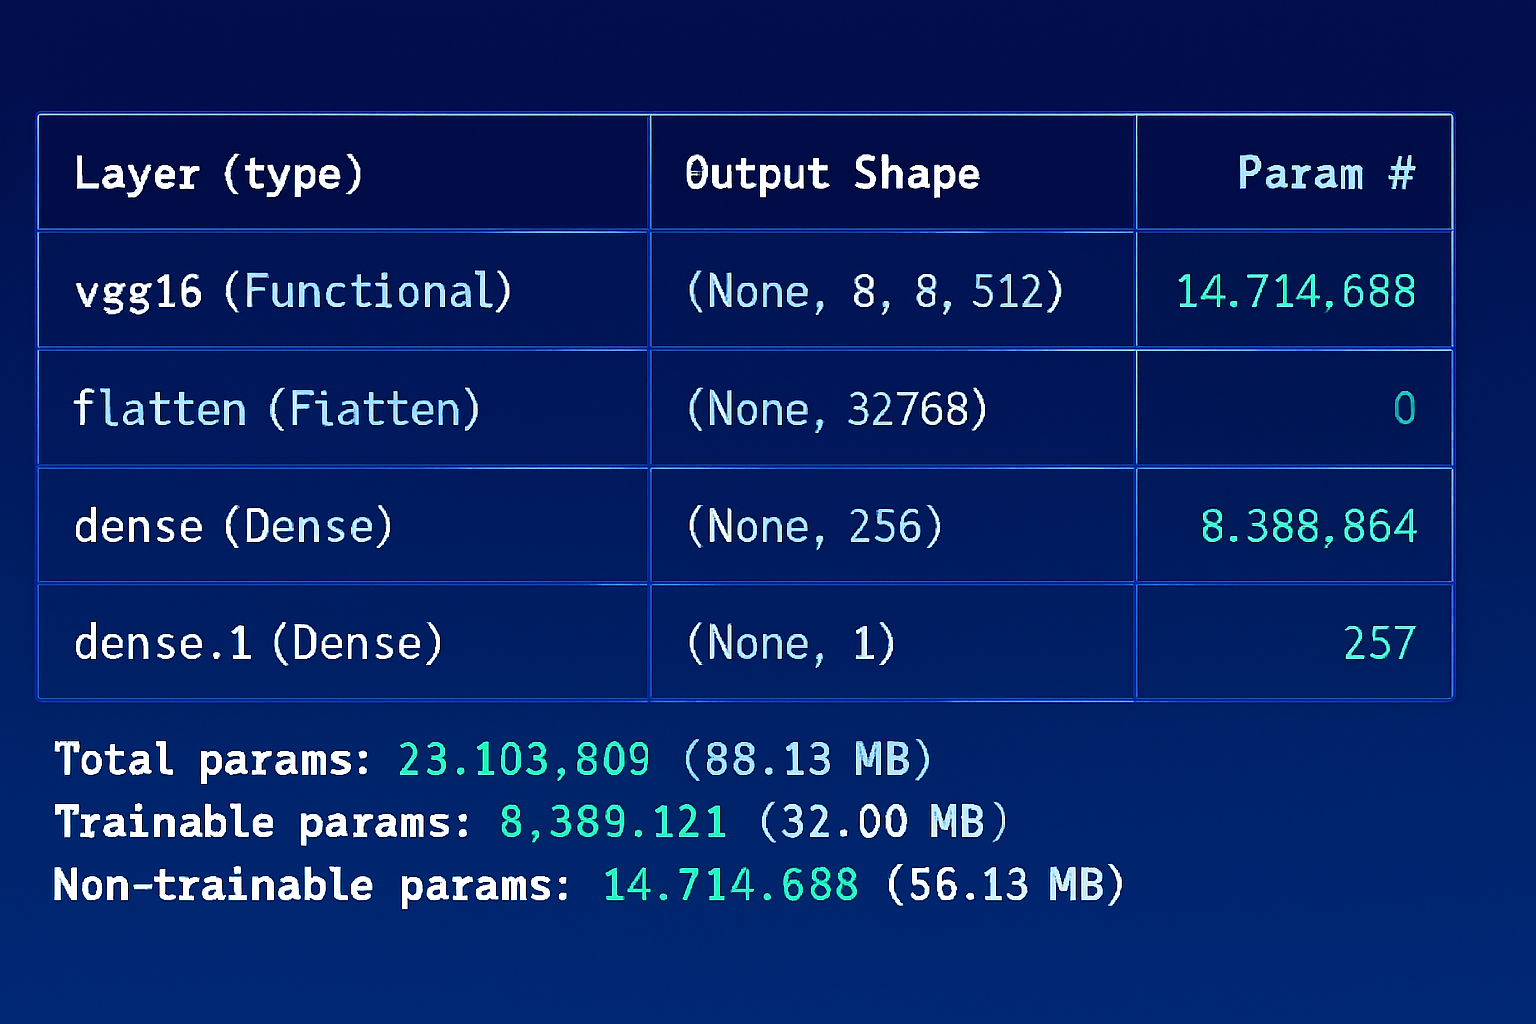 Layer (type) Output Shape Param #
vgg16 (Functional) (None, 8, 8, 512) 14.714,688
flatten (Fiatten) (None, 32768) 0
dense (Dense) (None, 256) 8.388,864
dense.1 (Dense) (None, 1) 257
Total params: 23.103,809 (88.13 MB)
Trainable params: 8,389.121 (32.00 MB)
Non-trainable params: 14.714.688 (56.13 MB)